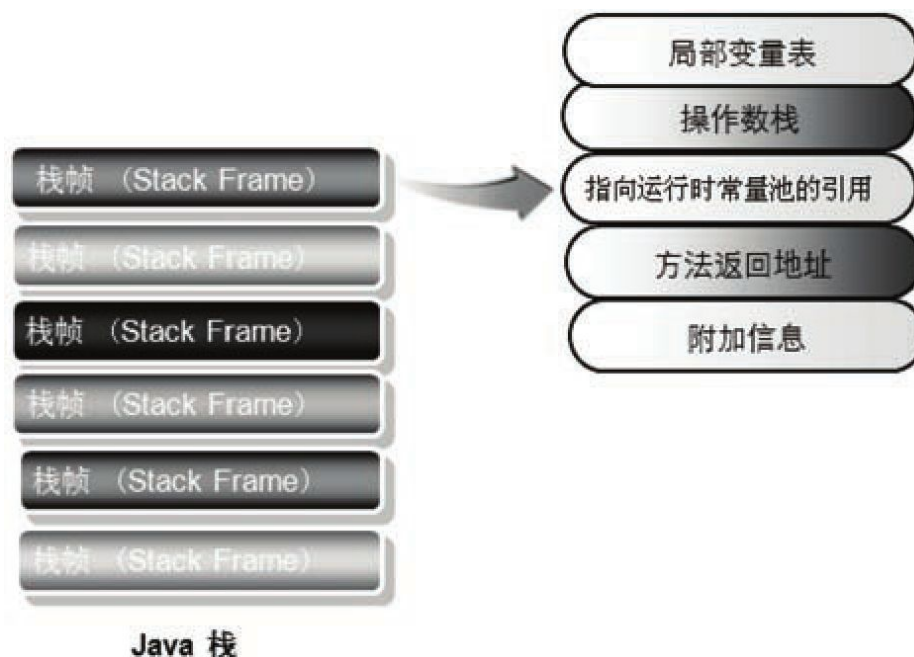 局部变量表
操作数栈
指向运行时常量池的引用
方法返回地址
附加信息
栈帧 （Stack Frame）
栈帧 （Stack Frame）
栈帧 （Stack Frame）
栈帧 （Stack Frame）
栈帧 （Stack Frame）
栈帧 （Stack Frame）
Java 栈